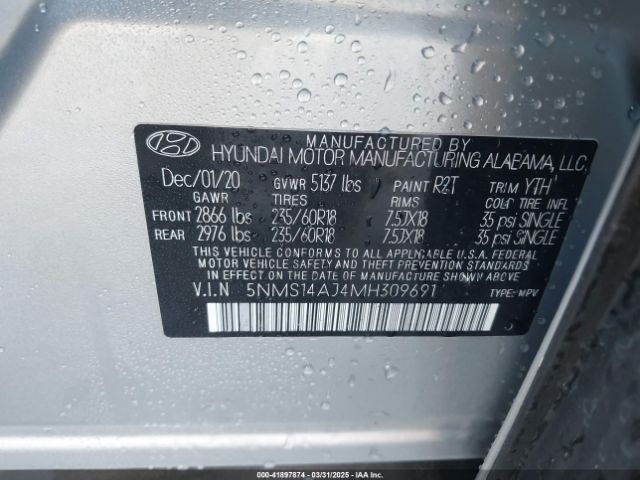 MANUFACTURED BY
HYUNDAI MOTOR MANUFACTURING ALABAMA, LLC.
Dec/01/20 GVWR 5137 lbs PAINT R2T TRIM YTH
GAWR TIRES RIMS COLD TIRE INFL
FRONT 2866 lbs 235/60R18 7.5JX18 35 psi SINGLE
REAR 2976 lbs 235/60R18 7.5JX18 35 psi SINGLE
THIS VEHICLE CONFORMS TO ALL APPLICABLE FEDERAL
MOTOR VEHICLE SAFETY AND THEFT PREVENTION STANDARDS
IN EFFECT ON THE DATE OF MANUFACTURE SHOWN ABOVE
V.I.N 5NMS14AJ4MH309691 TYPE: MPV
000-41897874 | 03/31/2025 | IAAI, Inc.